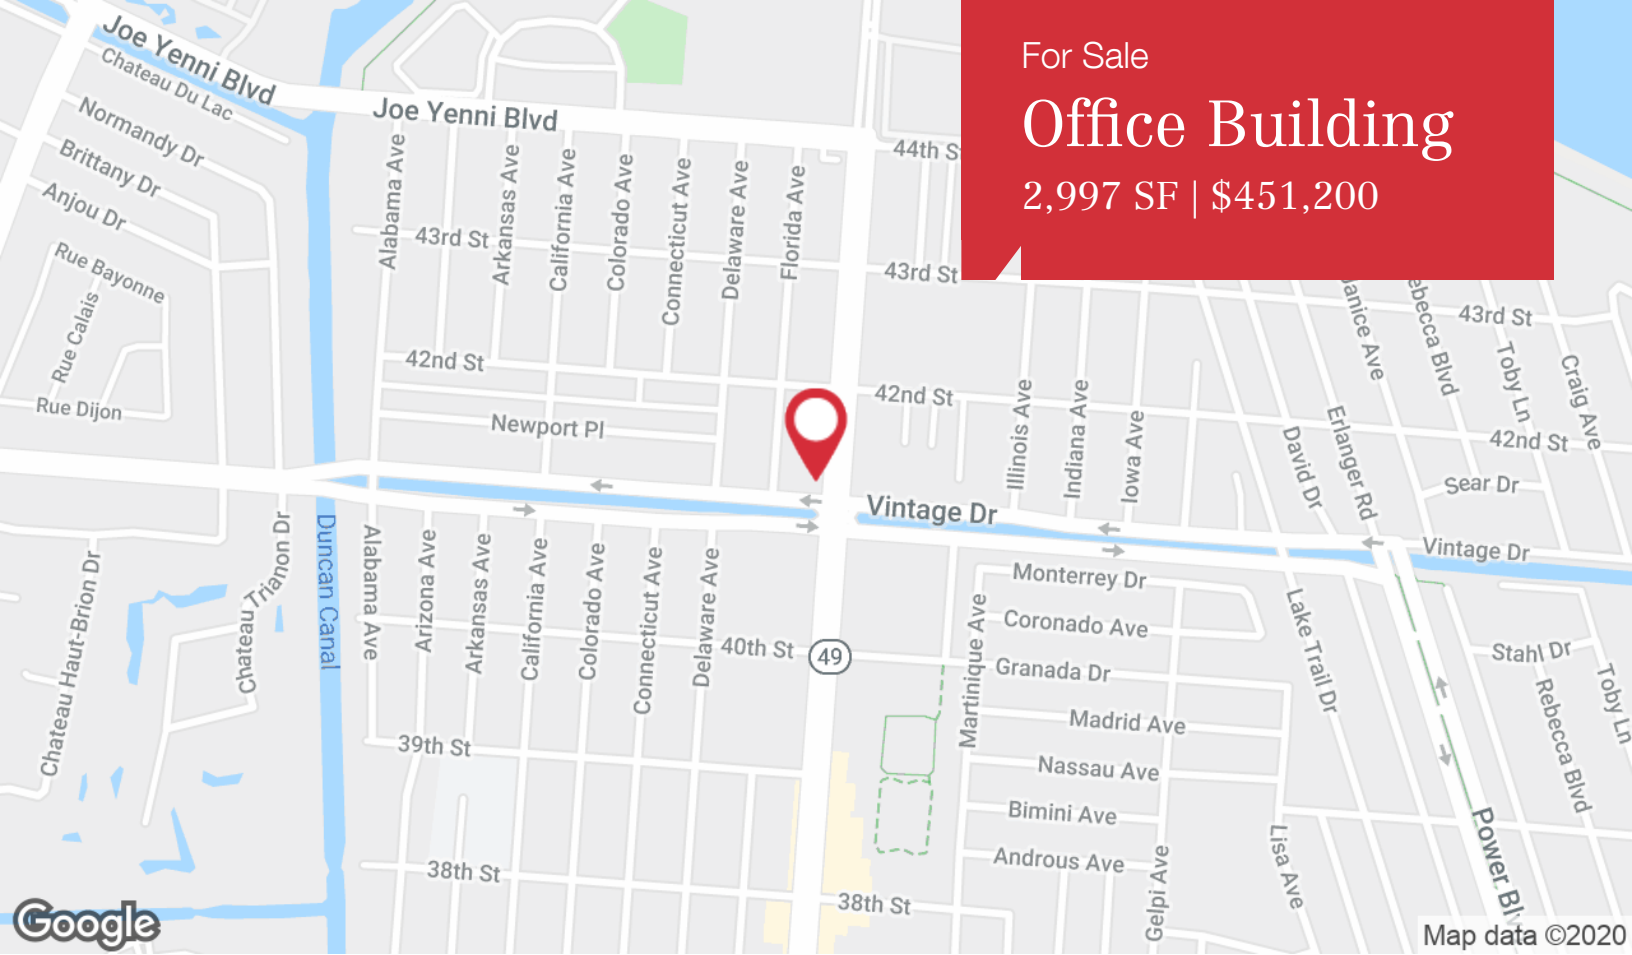 For Sale
Office Building
2,997 SF | $451,200
Joe Yenni Blvd
Chateau Du Lac
Joe Yenni Blvd
Normandy Dr
Brittany Dr
Anjou Dr
Rue Bayonne
Rue Calais
Rue Dijon
44th St
Alabama Ave
Arkansas Ave
California Ave
Colorado Ave
Connecticut Ave
Delaware Ave
Florida Ave
43rd St
43rd St
43rd St
42nd St
42nd St
42nd St
Newport Pl
Illinois Ave
Indiana Ave
Iowa Ave
David Dr
Erlanger Rd
Janice Ave
Rebecca Blvd
Toby Ln
Craig Ave
Sear Dr
Vintage Dr
Vintage Dr
Duncan Canal
Chateau Trianon Dr
Chateau Haut-Brion Dr
Alabama Ave
Arizona Ave
Arkansas Ave
California Ave
Colorado Ave
Connecticut Ave
Delaware Ave
40th St
49
Martinique Ave
Monterrey Dr
Coronado Ave
Granada Dr
Madrid Ave
Nassau Ave
Bimini Ave
Androus Ave
Gelpi Ave
Lisa Ave
Lake Trail Dr
Stahl Dr
Toby Ln
Rebecca Blvd
Power Blv
39th St
38th St
38th St
Google
Map data ©2020